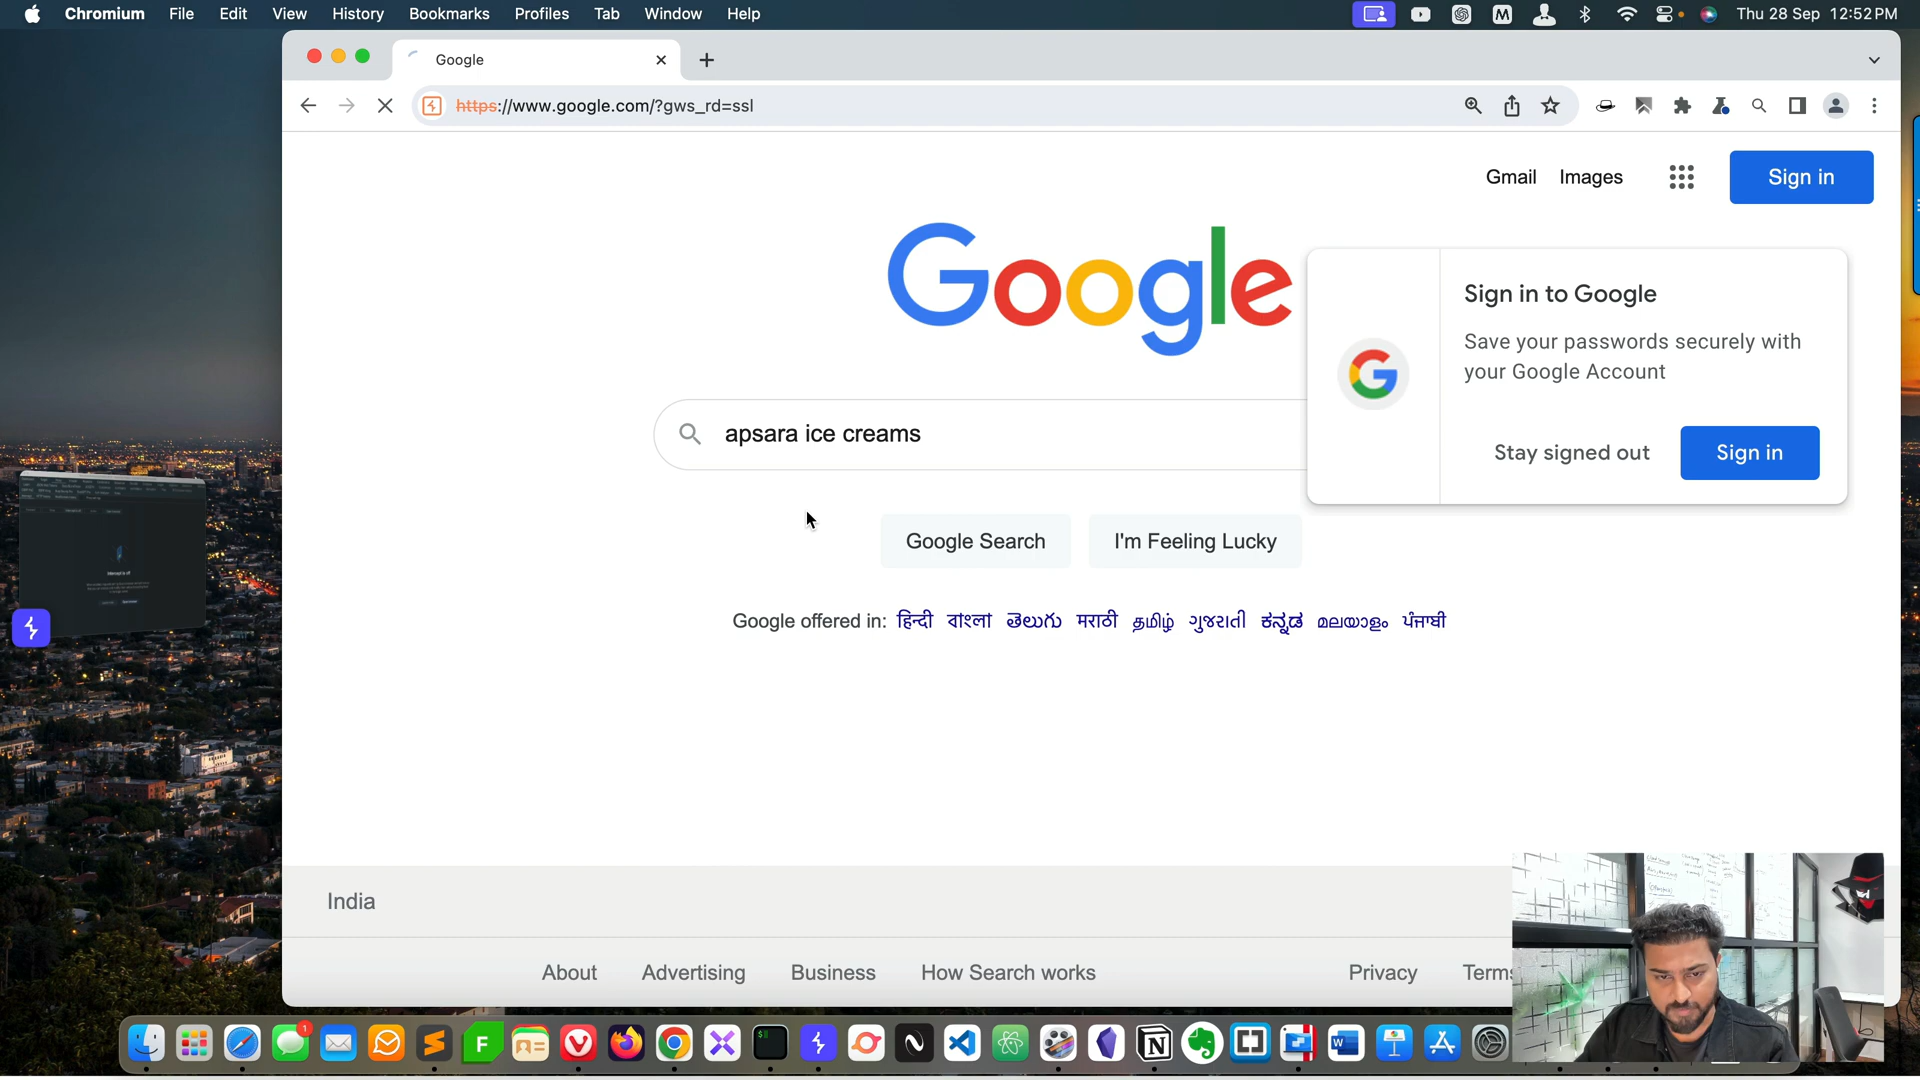 Chromium File Edit View History Bookmarks Profiles Tab Window Help Thu 28 Sep 12:52 PM
Google
https://www.google.com/?gws_rd=ssl
Gmail Images Sign in
Google
Sign in to Google
Save your passwords securely with
your Google Account
Stay signed out Sign in
apsara ice creams
Google Search I'm Feeling Lucky
Google offered in: हिन्दी বাংলা తెలుగు मराठी தமிழ் ગુજરાતી ಕನ್ನಡ മലയാളം ਪੰਜਾਬੀ
India
About Advertising Business How Search works Privacy Terms
1